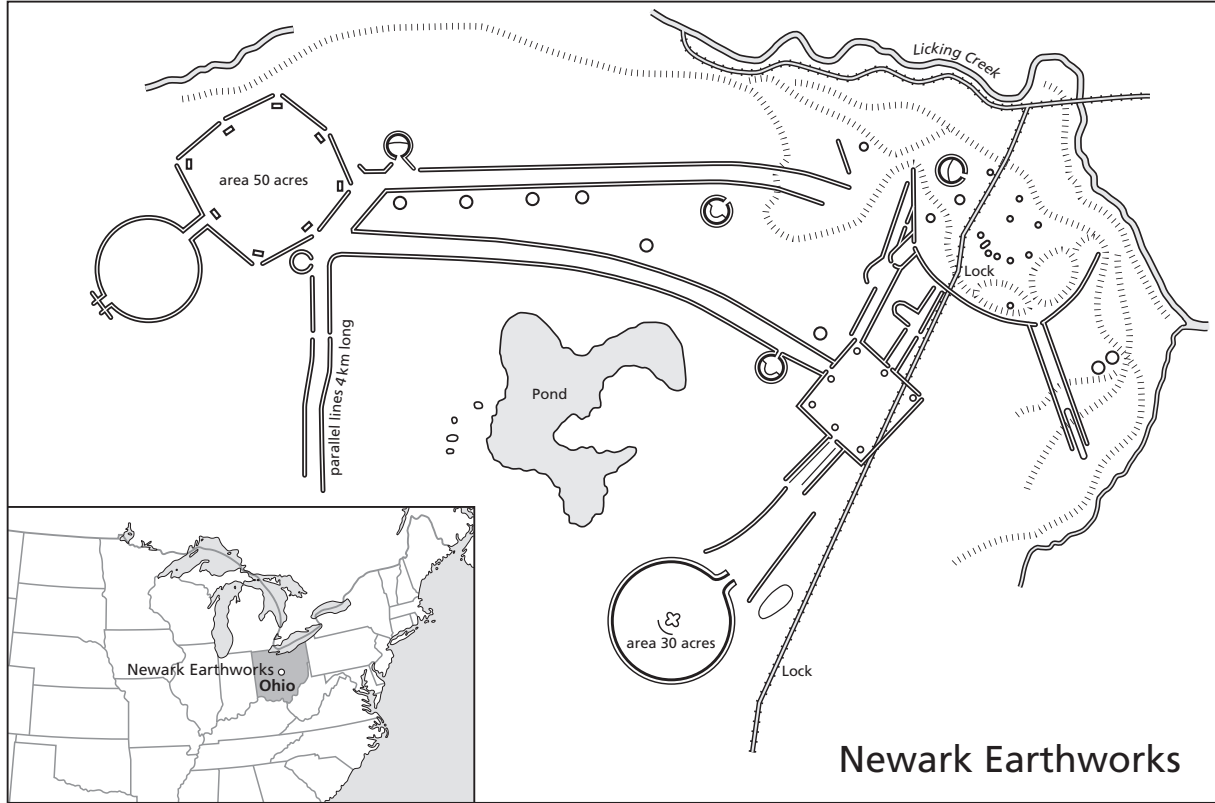 Licking Creek
area 50 acres
Lock
parallel lines 4 km long
Pond
area 30 acres
Lock
Newark Earthworks
Ohio
Newark Earthworks